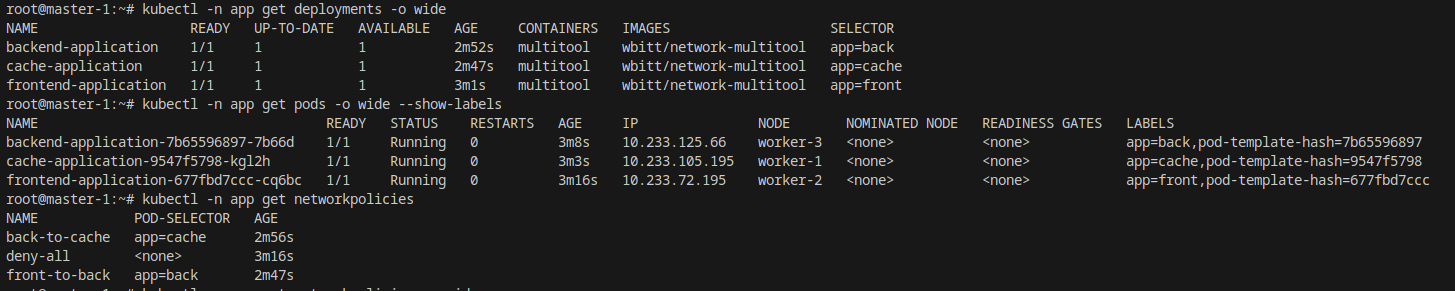 root@master-1:~# kubectl -n app get deployments -o wide
NAME READY UP-TO-DATE AVAILABLE AGE CONTAINERS IMAGES SELECTOR
backend-application 1/1 1 1 2m52s multitool wbitt/network-multitool app=back
cache-application 1/1 1 1 2m47s multitool wbitt/network-multitool app=cache
frontend-application 1/1 1 1 3m1s multitool wbitt/network-multitool app=front
root@master-1:~# kubectl -n app get pods -o wide --show-labels
NAME READY STATUS RESTARTS AGE IP NODE NOMINATED NODE READINESS GATES LABELS
backend-application-7b65596897-7b66d 1/1 Running 0 3m8s 10.233.125.66 worker-3 <none> <none> app=back,pod-template-hash=7b65596897
cache-application-9547f5798-kgl2h 1/1 Running 0 3m3s 10.233.105.195 worker-1 <none> <none> app=cache,pod-template-hash=9547f5798
frontend-application-677fbd7ccc-cq6bc 1/1 Running 0 3m16s 10.233.72.195 worker-2 <none> <none> app=front,pod-template-hash=677fbd7ccc
root@master-1:~# kubectl -n app get networkpolicies
NAME POD-SELECTOR AGE
back-to-cache app=cache 2m56s
deny-all <none> 3m16s
front-to-back app=back 2m47s